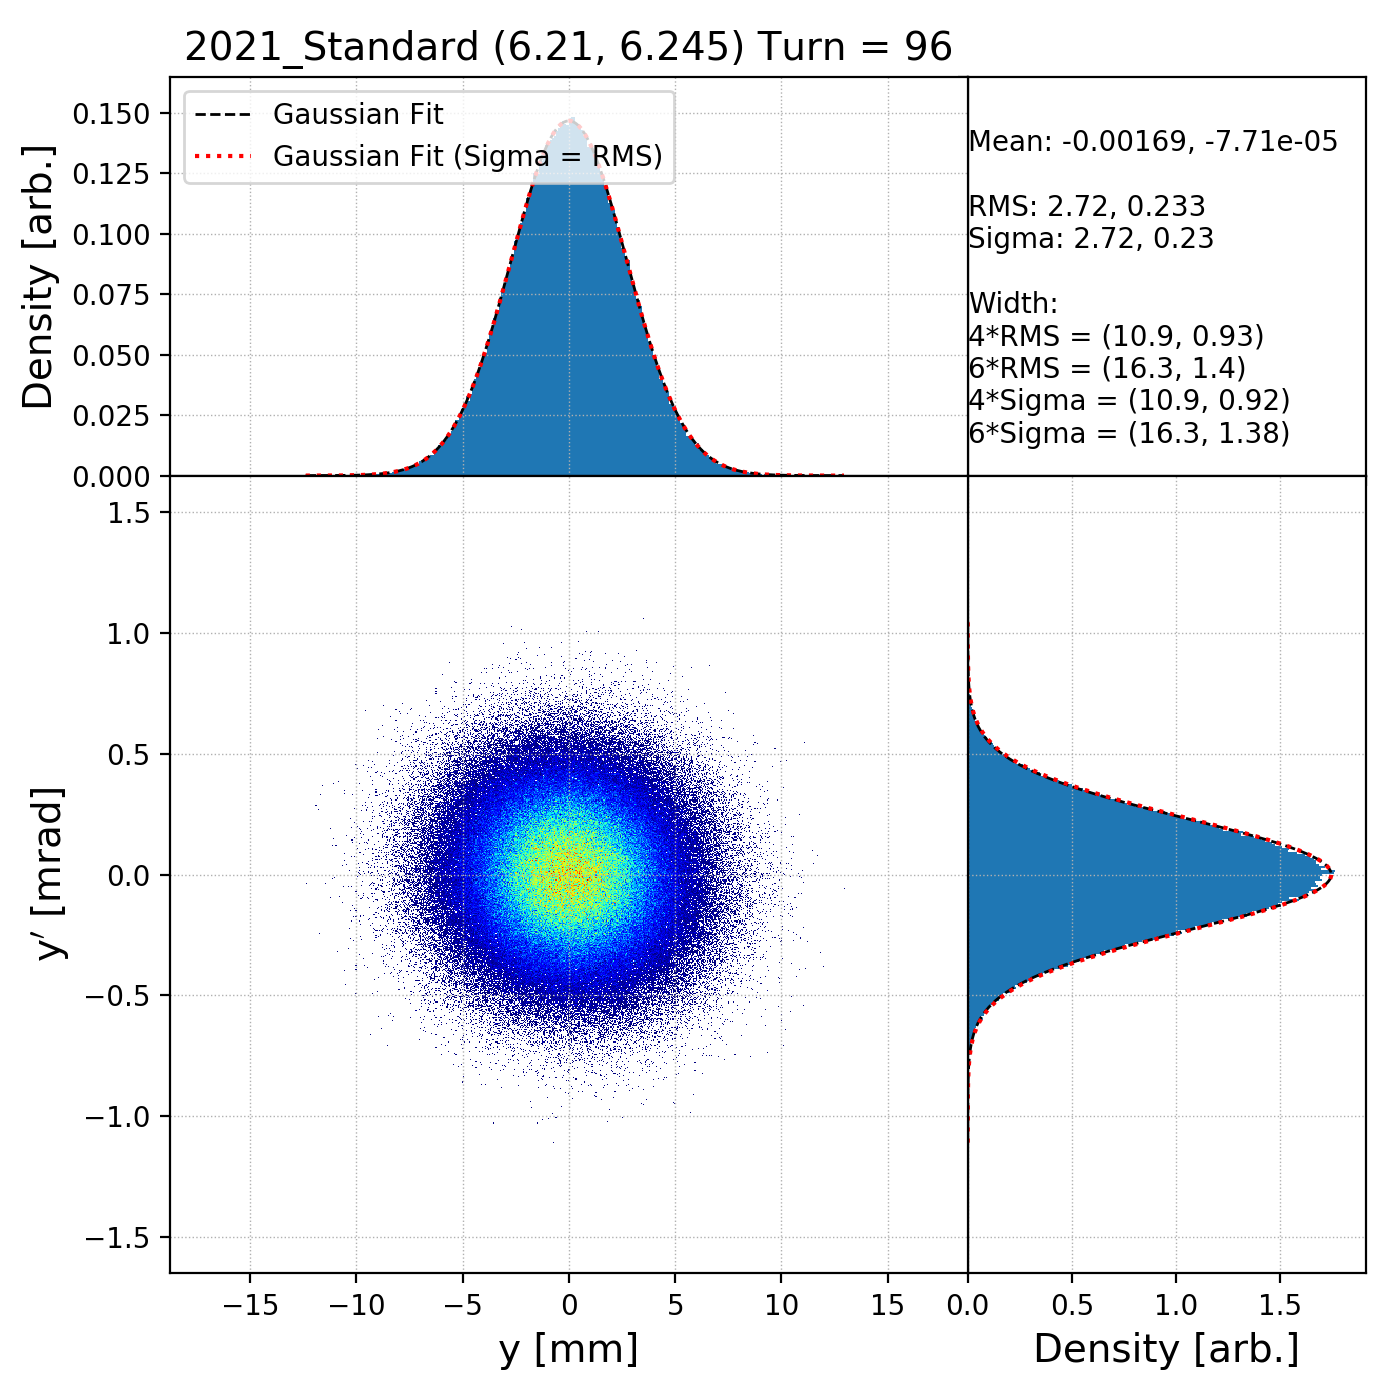 2021_Standard (6.21, 6.245) Turn = 96
Density [arb.]
0.150
0.125
0.100
0.075
0.050
0.025
0.000
Gaussian Fit
Gaussian Fit (Sigma = RMS)
Mean: -0.00169, -7.71e-05
RMS: 2.72, 0.233
Sigma: 2.72, 0.23
Width:
4*RMS = (10.9, 0.93)
6*RMS = (16.3, 1.4)
4*Sigma = (10.9, 0.92)
6*Sigma = (16.3, 1.38)
y′ [mrad]
1.5
1.0
0.5
0.0
−0.5
−1.0
−1.5
−15 −10 −5 0 5 10 15
y [mm]
0.0 0.5 1.0 1.5
Density [arb.]